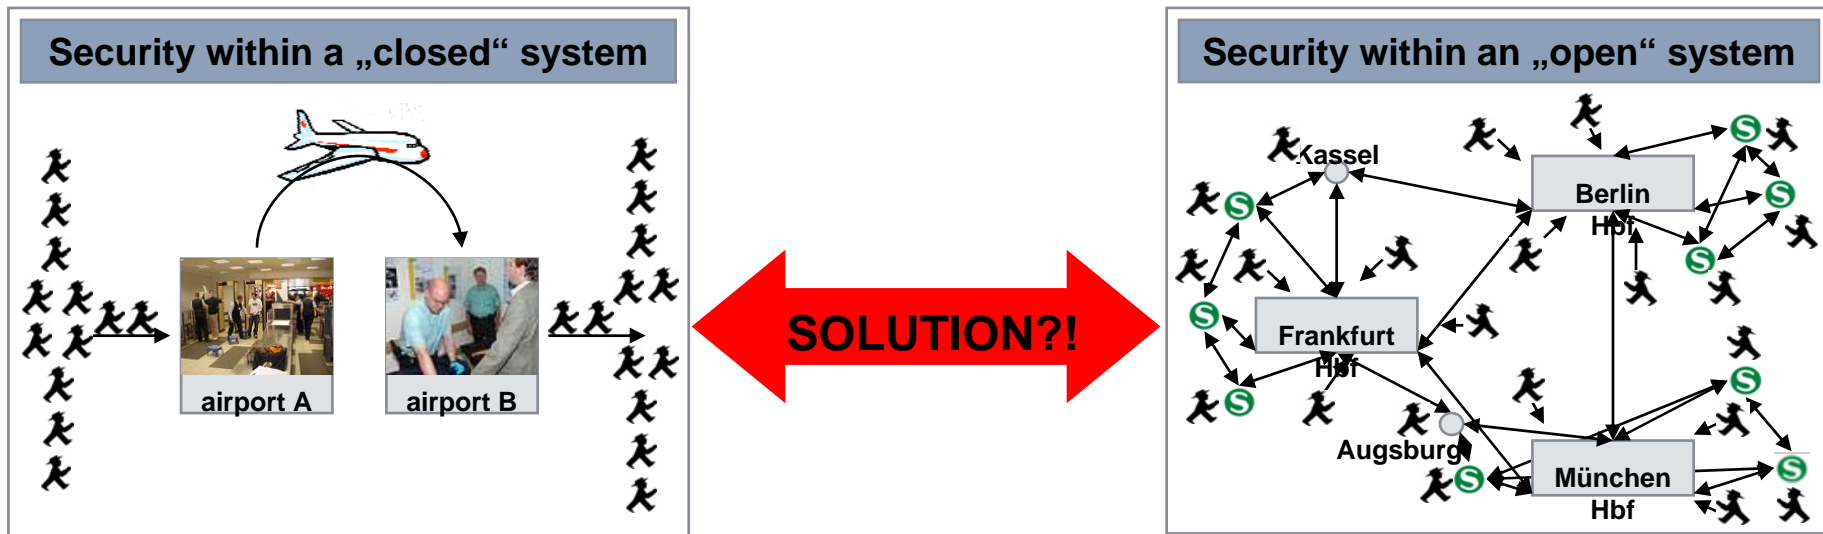 Security within a „closed“ system
airport A
airport B
SOLUTION?!
Security within an „open“ system
Kassel
S
Berlin
Hbf
S
S
S
S
Frankfurt
Hbf
S
S
Augsburg
S
München
Hbf
S